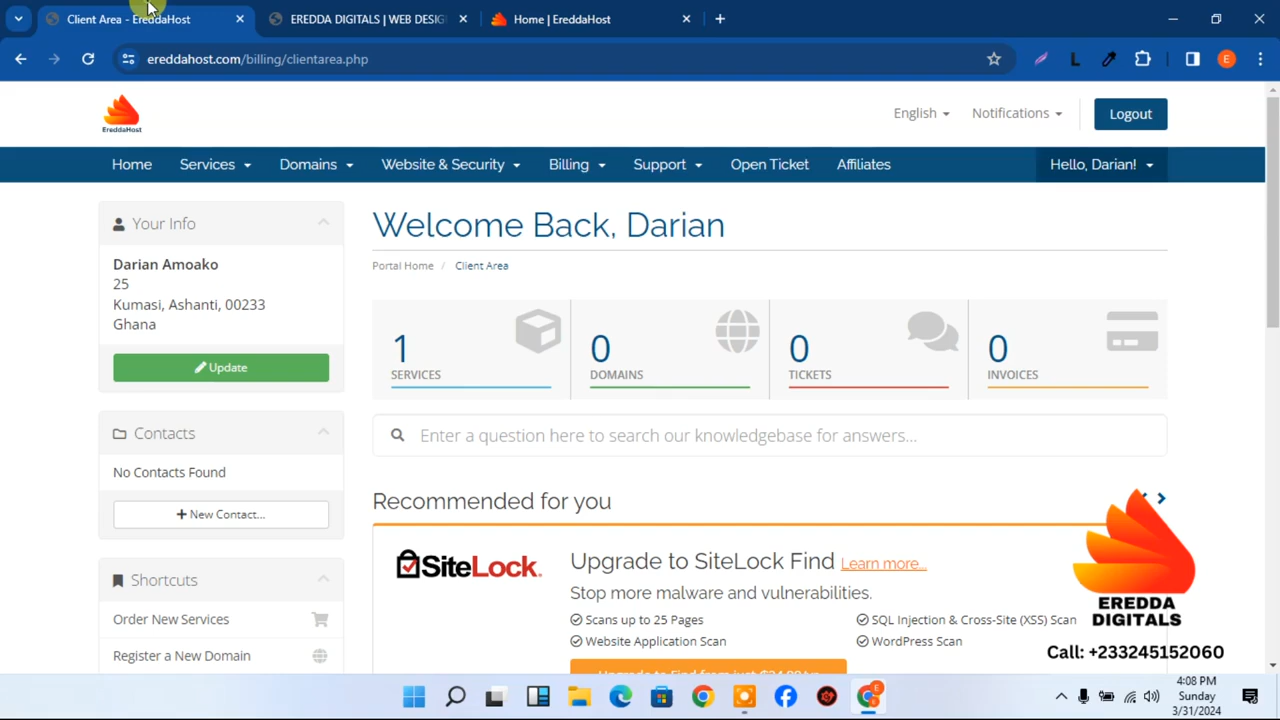 Client Area - EreddaHost
EREDDA DIGITALS | WEB DESIG
Home | EreddaHost
ereddahost.com/billing/clientarea.php
E
EreddaHost
English
Notifications
Logout
Home
Services
Domains
Website & Security
Billing
Support
Open Ticket
Affiliates
Hello, Darian!
Your Info
Darian Amoako
25
Kumasi, Ashanti, 00233
Ghana
Update
Contacts
No Contacts Found
+ New Contact...
Shortcuts
Order New Services
Register a New Domain
Welcome Back, Darian
Portal Home / Client Area
1
SERVICES
0
DOMAINS
0
TICKETS
0
INVOICES
Enter a question here to search our knowledgebase for answers...
Recommended for you
SiteLock
Upgrade to SiteLock Find Learn more...
Stop more malware and vulnerabilities.
Scans up to 25 Pages
SQL Injection & Cross-Site (XSS) Scan
Website Application Scan
WordPress Scan
EREDDA
DIGITALS
Call: +233245152060
4:08 PM
Sunday
3/31/2024